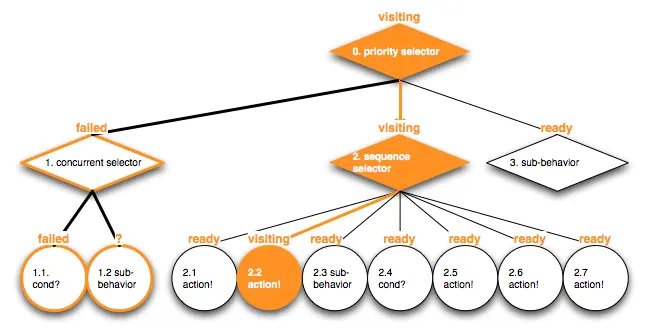 visiting
0. priority selector
failed
visiting
ready
1. concurrent selector
2. sequence
selector
3. sub-behavior
failed
?
ready
visiting
ready
ready
ready
ready
ready
1.1.
cond?
1.2 sub-
behavior
2.1
action!
2.2
action!
2.3 sub-
behavior
2.4
cond?
2.5
action!
2.6
action!
2.7
action!